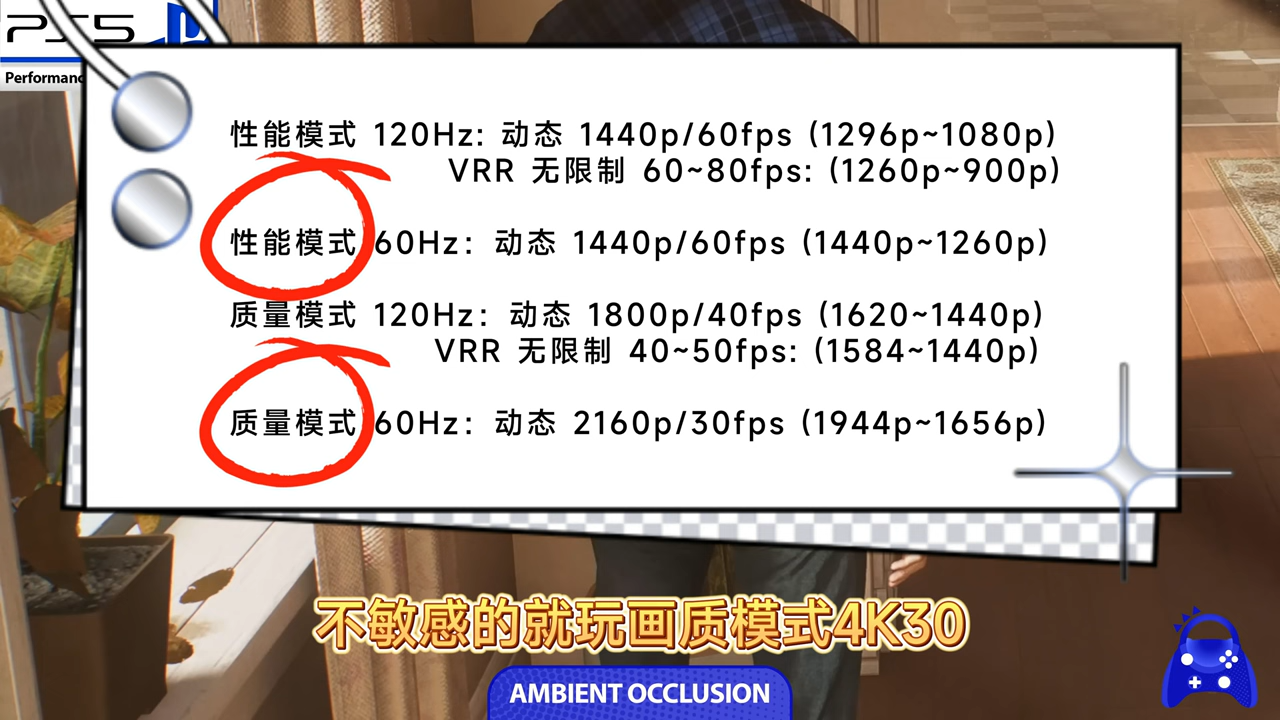 PS5
Performanc
性能模式 120Hz: 动态 1440p/60fps (1296p~1080p)
VRR 无限制 60~80fps: (1260p~900p)
性能模式 60Hz: 动态 1440p/60fps (1440p~1260p)
质量模式 120Hz: 动态 1800p/40fps (1620~1440p)
VRR 无限制 40~50fps: (1584~1440p)
质量模式 60Hz: 动态 2160p/30fps (1944p~1656p)
不敏感的就玩画质模式4K30
AMBIENT OCCLUSION